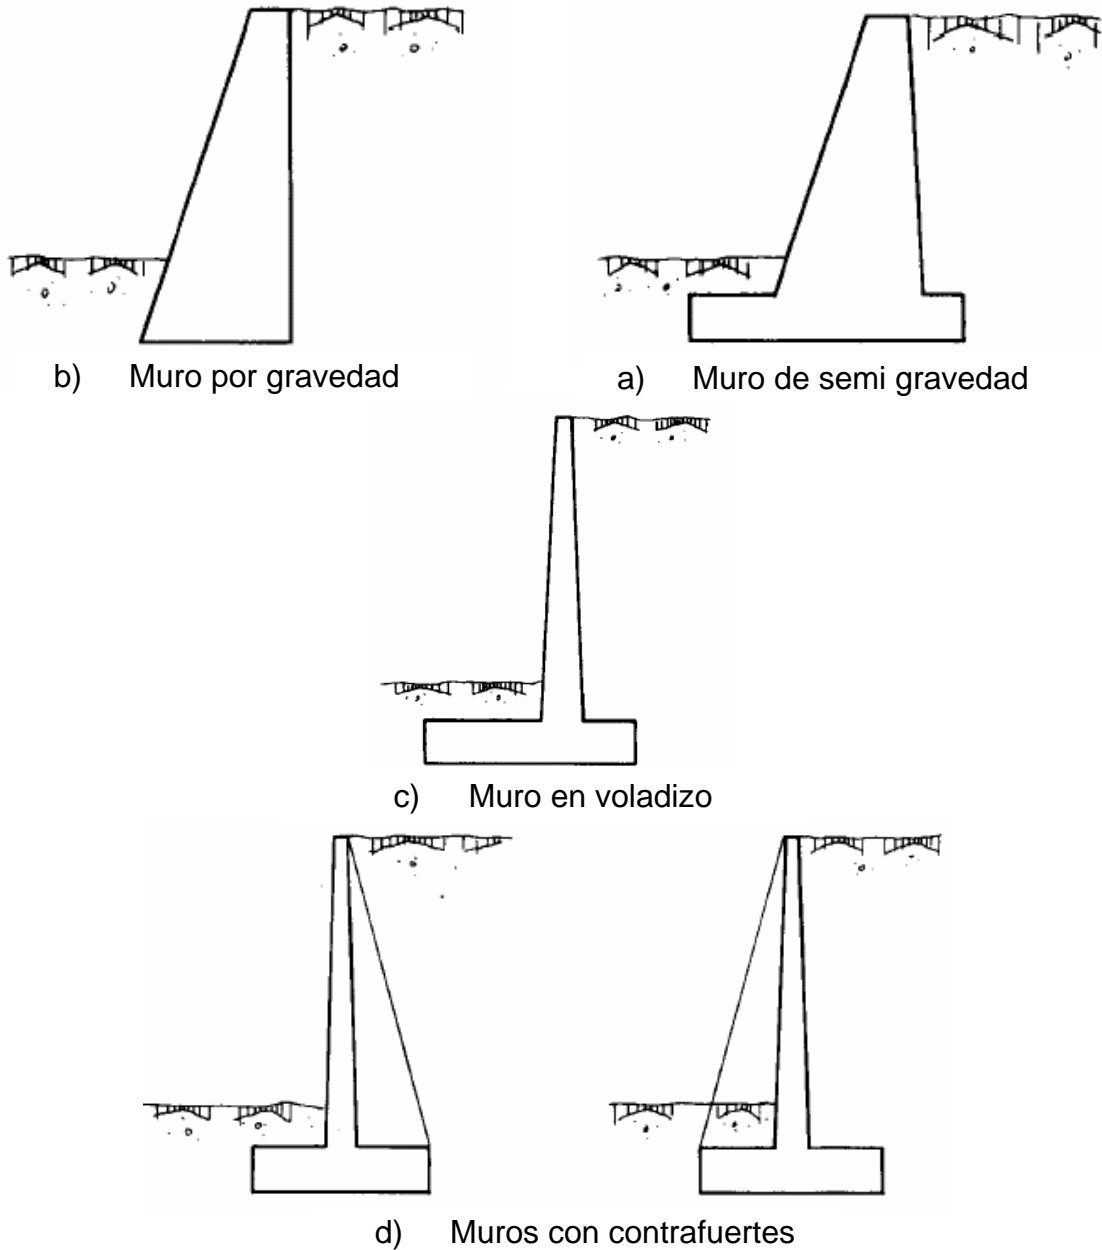 b) Muro por gravedad
a) Muro de semi gravedad
c) Muro en voladizo
d) Muros con contrafuertes